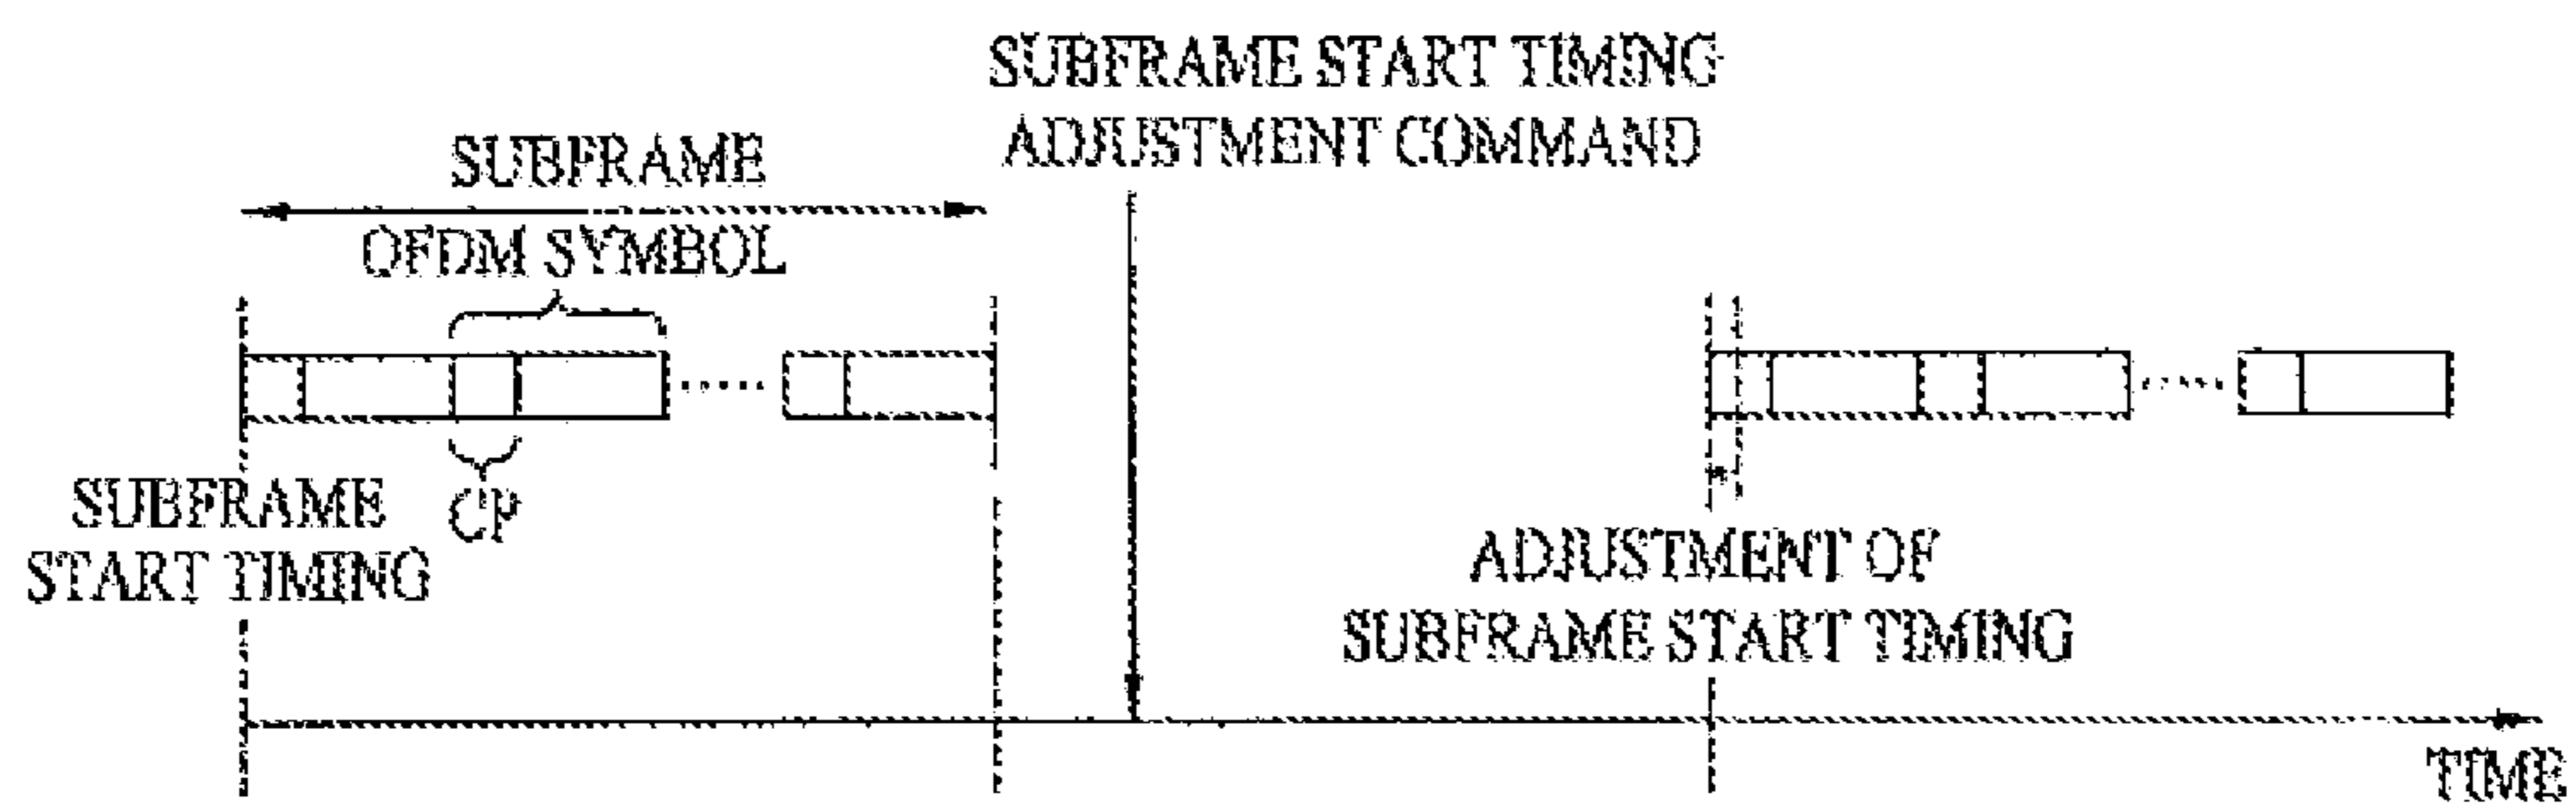 SUBFRAME START TIMING
ADJUSTMENT COMMAND
SUBFRAME
OFDM SYMBOL
SUBFRAME
START TIMING
CP
ADJUSTMENT OF
SUBFRAME START TIMING
TIME